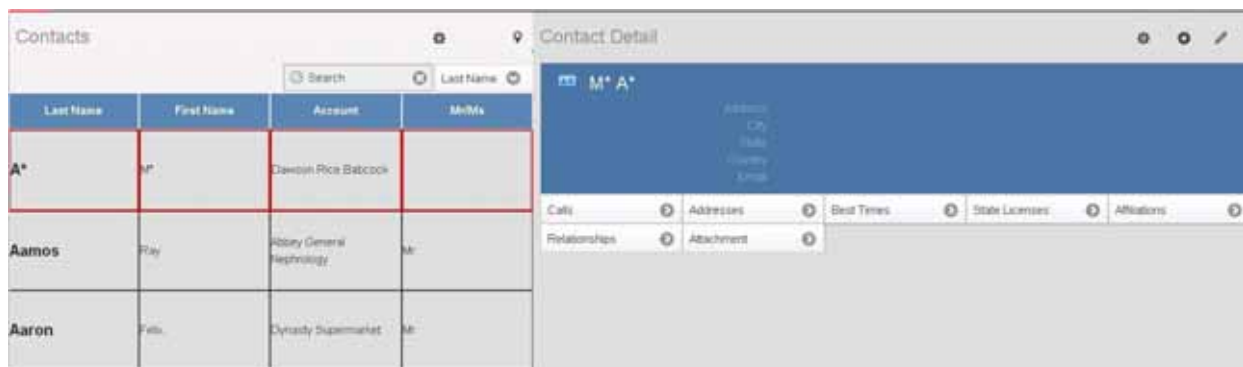 Contacts
Search
Last Name
Last Name First Name Account Mr/Ms
A* M* Dawson Rice Babcock
Aamos Ray Abbey General
Nephrology Mr
Aaron Felix Dynasty Supermarket Mr
Contact Detail
M* A*
Address
City
State
Country
Email
Calls Addresses Best Times State Licenses Affiliations
Relationships Attachment